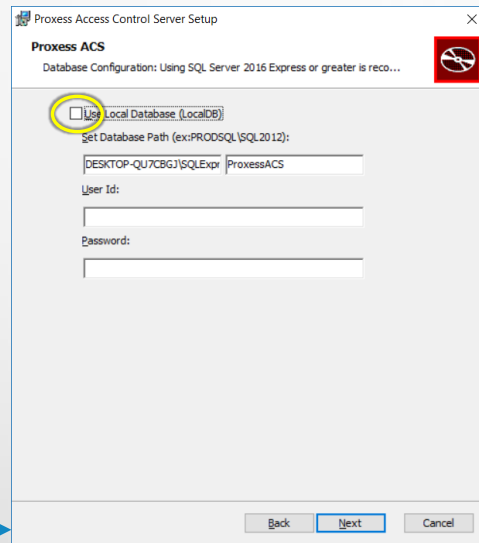 Proxess Access Control Server Setup
Proxess ACS
Database Configuration: Using SQL Server 2016 Express or greater is reco...
Use Local Database (LocalDB)
Set Database Path (ex:PRODSQL\SQL2012):
DESKTOP-QU7CBGJ\SQLExpr ProxessACS
User Id:
Password:
Back Next Cancel